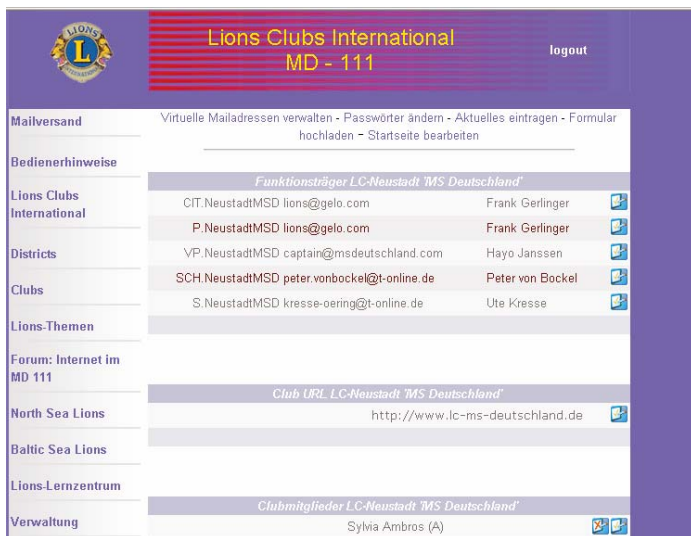 LIONS
L
INTERNATIONAL
Lions Clubs International
MD - 111
logout
Mailversand
Bedienerhinweise
Lions Clubs
International
Districts
Clubs
Lions-Themen
Forum: Internet im
MD 111
North Sea Lions
Baltic Sea Lions
Lions-Lernzentrum
Verwaltung
Virtuelle Mailadressen verwalten - Passwörter ändern - Aktuelles eintragen - Formular
hochladen - Startseite bearbeiten
Funktionsträger LC-Neustadt 'MS Deutschland'
CIT.NeustadtMSD lions@gelo.com Frank Gerlinger
P.NeustadtMSD lions@gelo.com Frank Gerlinger
VP.NeustadtMSD captain@msdeutschland.com Hayo Janssen
SCH.NeustadtMSD peter.vonbockel@t-online.de Peter von Bockel
S.NeustadtMSD kresse-oering@t-online.de Ute Kresse
Club URL LC-Neustadt 'MS Deutschland'
http://www.lc-ms-deutschland.de
Clubmitglieder LC-Neustadt 'MS Deutschland'
Sylvia Ambros (A)